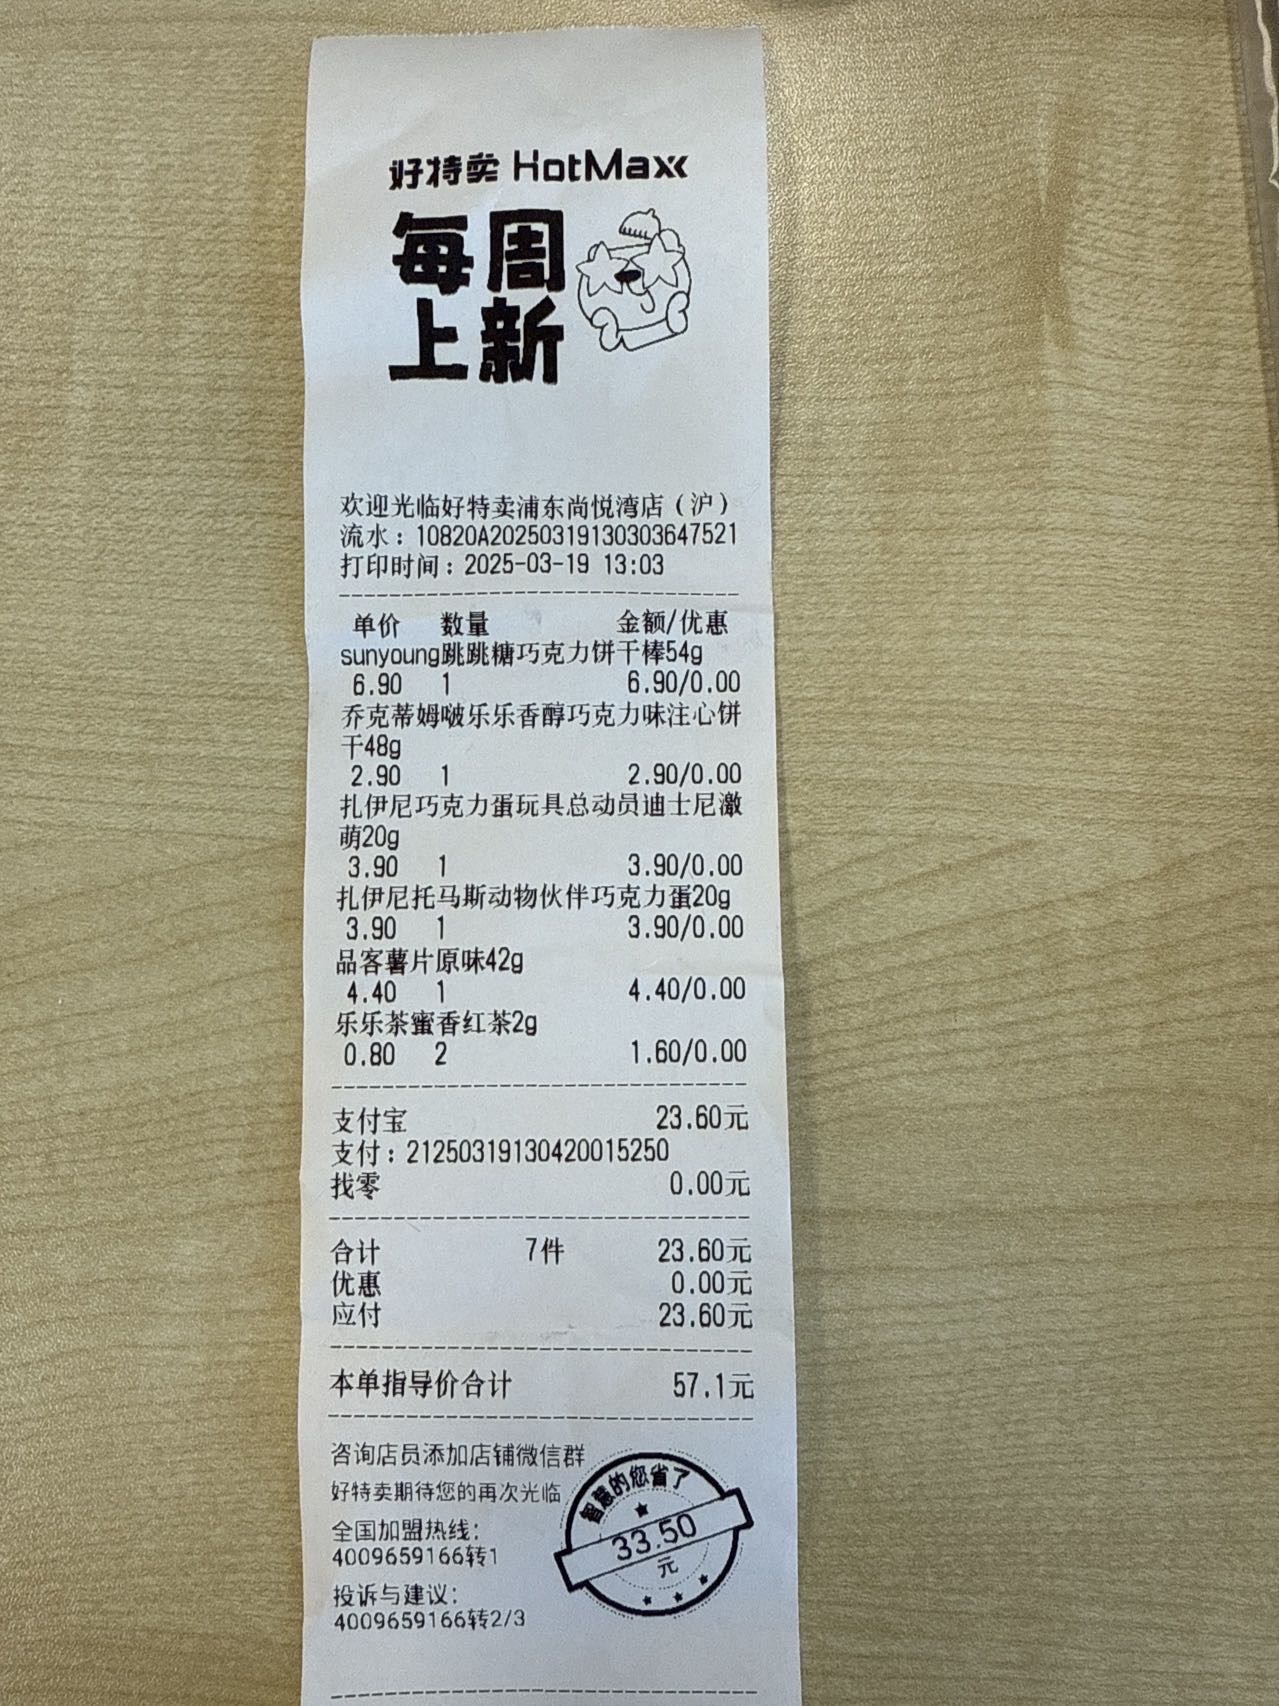 好特卖 HotMaxx
每周
上新
欢迎光临好特卖浦东尚悦湾店（沪）
流水：10820A20250319130303647521
打印时间：2025-03-19 13:03
单价 数量 金额/优惠
sunyoung跳跳糖巧克力饼干棒54g
6.90 1 6.90/0.00
乔克蒂姆啵乐乐香醇巧克力味注心饼
干48g
2.90 1 2.90/0.00
扎伊尼巧克力蛋玩具总动员迪士尼激
萌20g
3.90 1 3.90/0.00
扎伊尼托马斯动物伙伴巧克力蛋20g
3.90 1 3.90/0.00
品客薯片原味42g
4.40 1 4.40/0.00
乐乐茶蜜香红茶2g
0.80 2 1.60/0.00
支付宝 23.60元
支付：21250319130420015250
找零 0.00元
合计 7件 23.60元
优惠 0.00元
应付 23.60元
本单指导价合计 57.1元
咨询店员添加店铺微信群
好特卖期待您的再次光临
全国加盟热线：
4009659166转1
投诉与建议：
4009659166转2/3
智慧的您省了
33.50
元